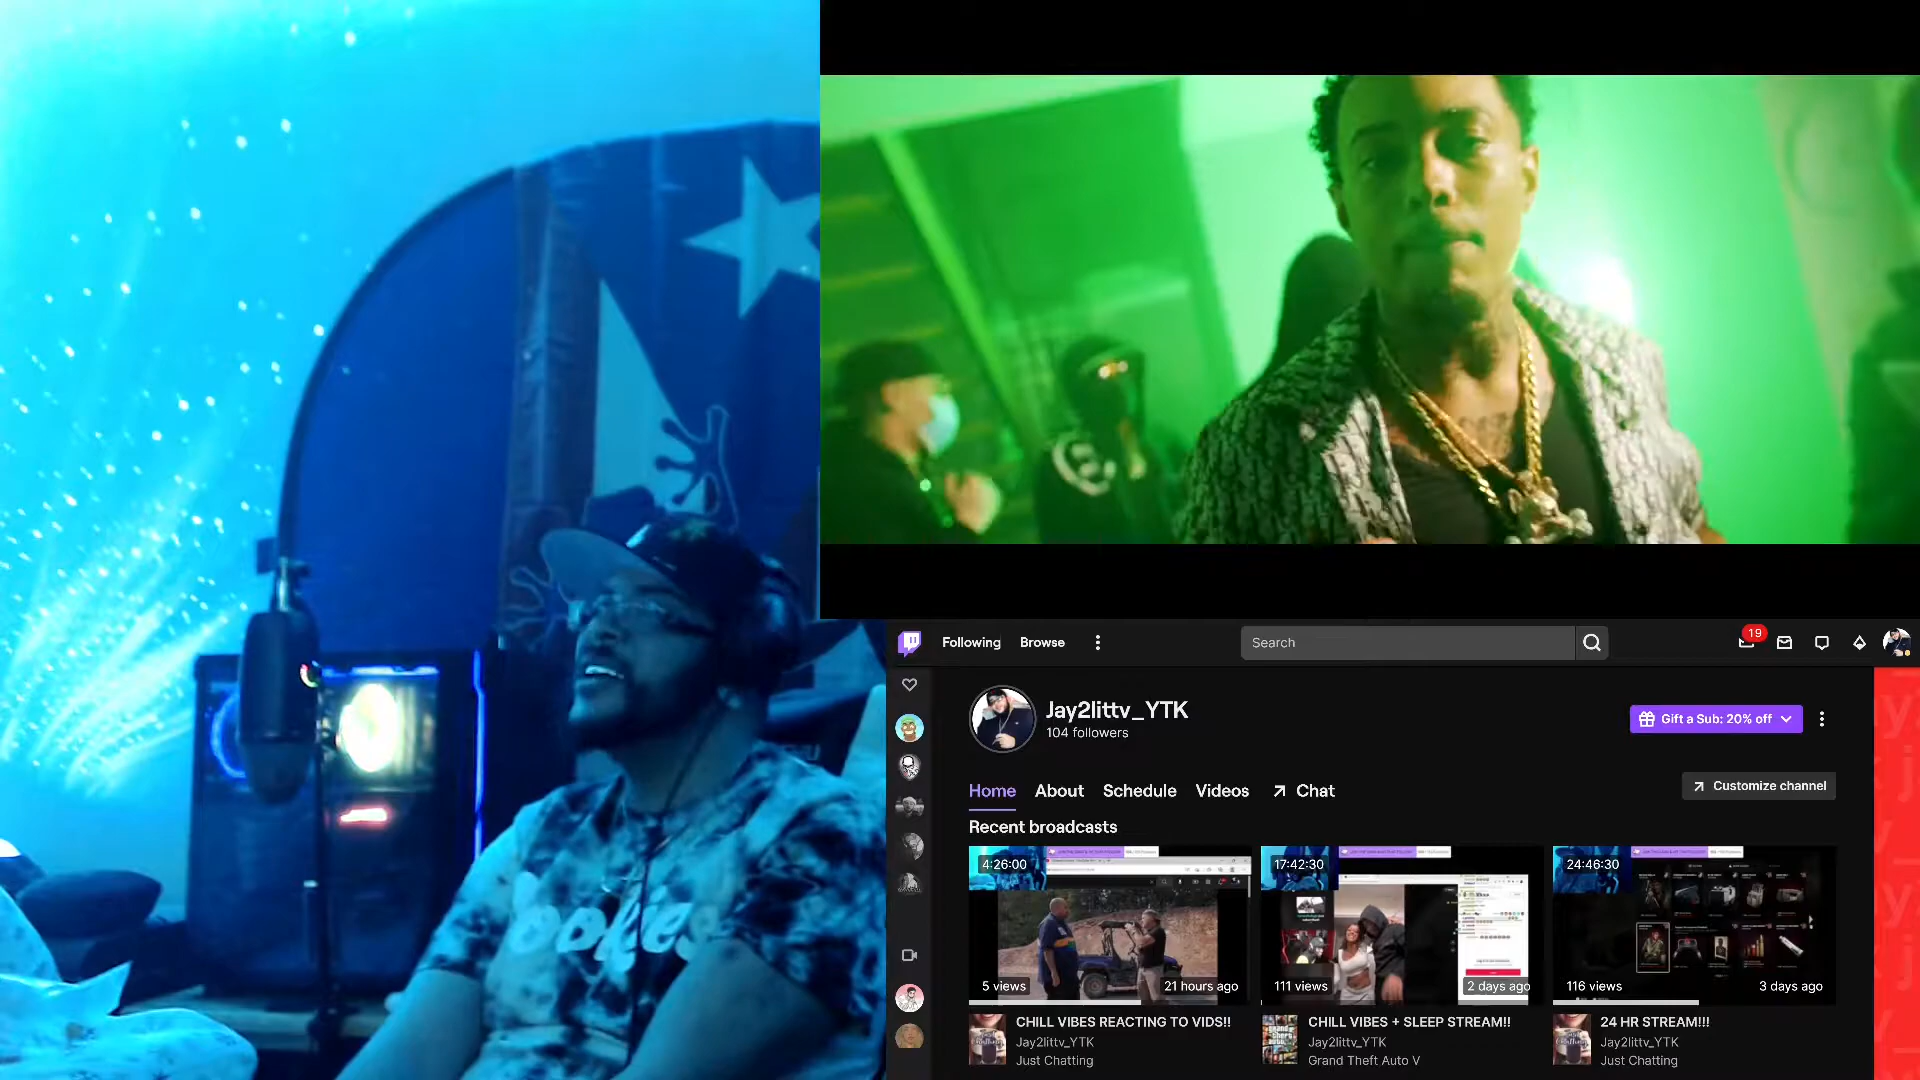 Following Browse
Search
19
Jay2littv_YTK
104 followers
Gift a Sub: 20% off
Home About Schedule Videos Chat
Customize channel
Recent broadcasts
4:26:00
17:42:30
24:46:30
5 views
21 hours ago
111 views
2 days ago
116 views
3 days ago
CHILL VIBES REACTING TO VIDS!!
Jay2littv_YTK
Just Chatting
CHILL VIBES + SLEEP STREAM!!
Jay2littv_YTK
Grand Theft Auto V
24 HR STREAM!!!
Jay2littv_YTK
Just Chatting